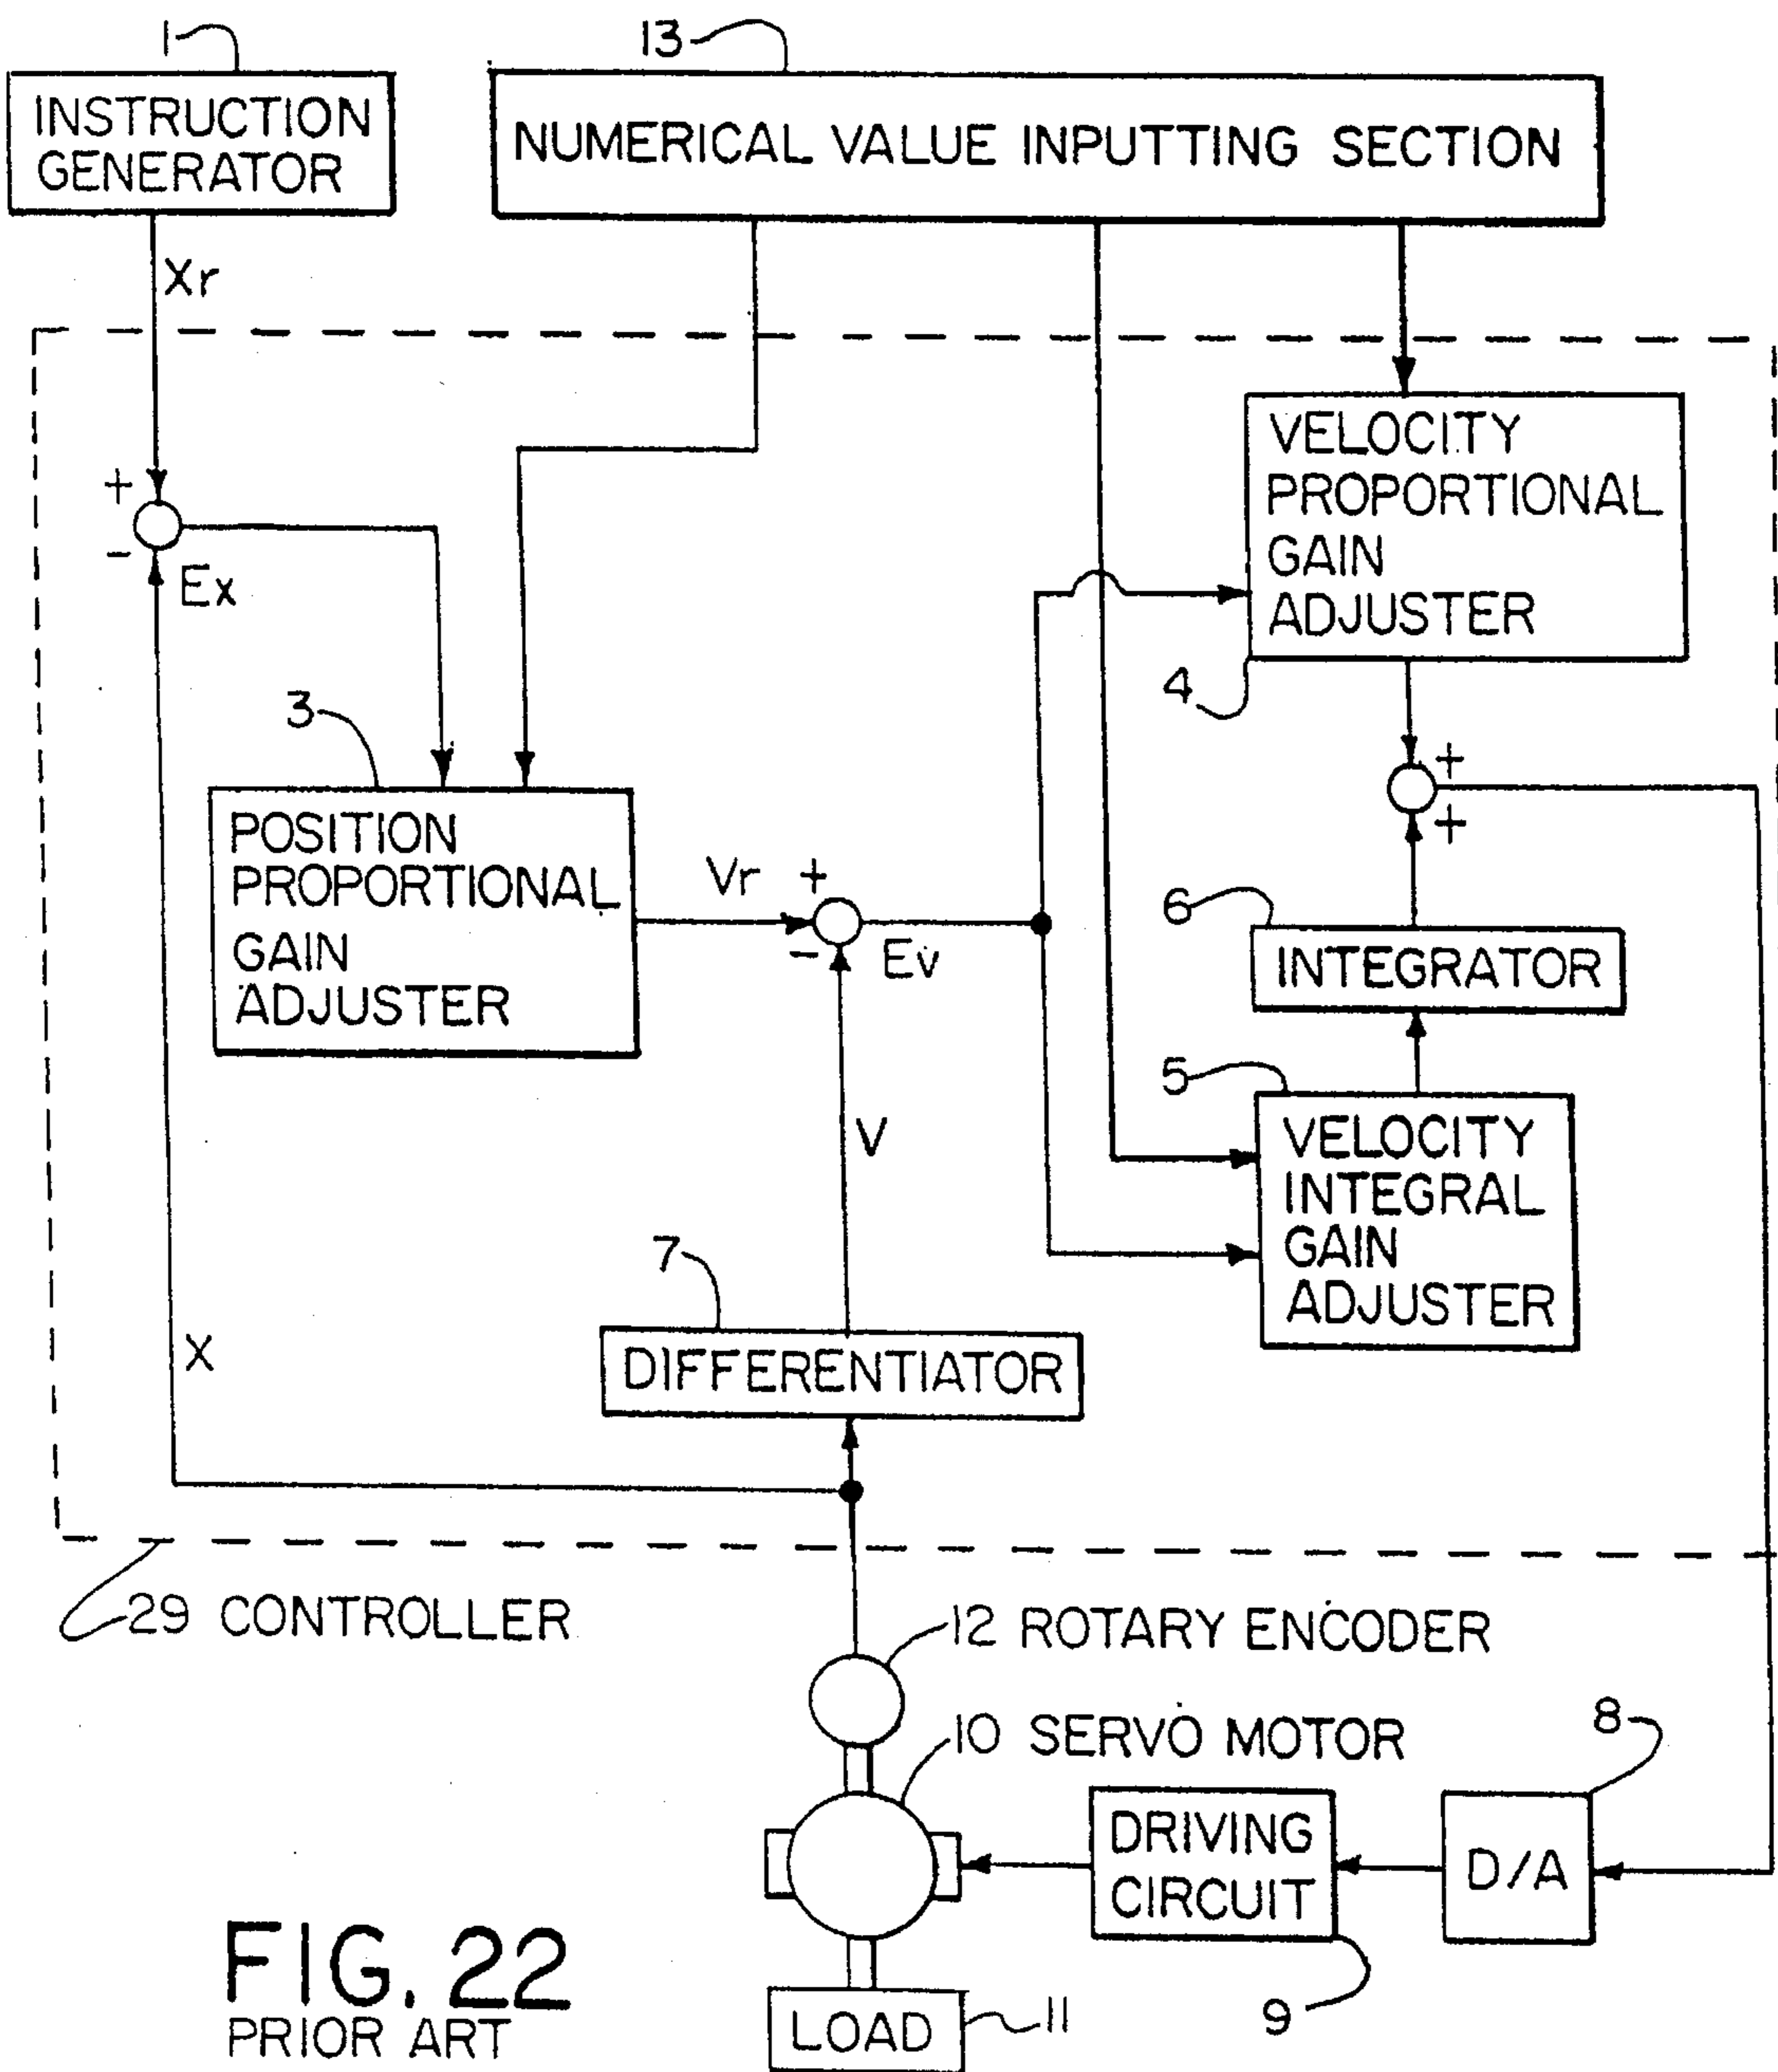 1
13
INSTRUCTION
GENERATOR
NUMERICAL VALUE INPUTTING SECTION
Xr
+
-
Ex
VELOCITY
PROPORTIONAL
GAIN
ADJUSTER
4
3
POSITION
PROPORTIONAL
GAIN
ADJUSTER
Vr
+
-
Ev
+
+
6
INTEGRATOR
5
VELOCITY
INTEGRAL
GAIN
ADJUSTER
V
7
DIFFERENTIATOR
X
29 CONTROLLER
12 ROTARY ENCODER
10 SERVO MOTOR
8
DRIVING
CIRCUIT
D/A
9
LOAD
11
FIG. 22
PRIOR ART